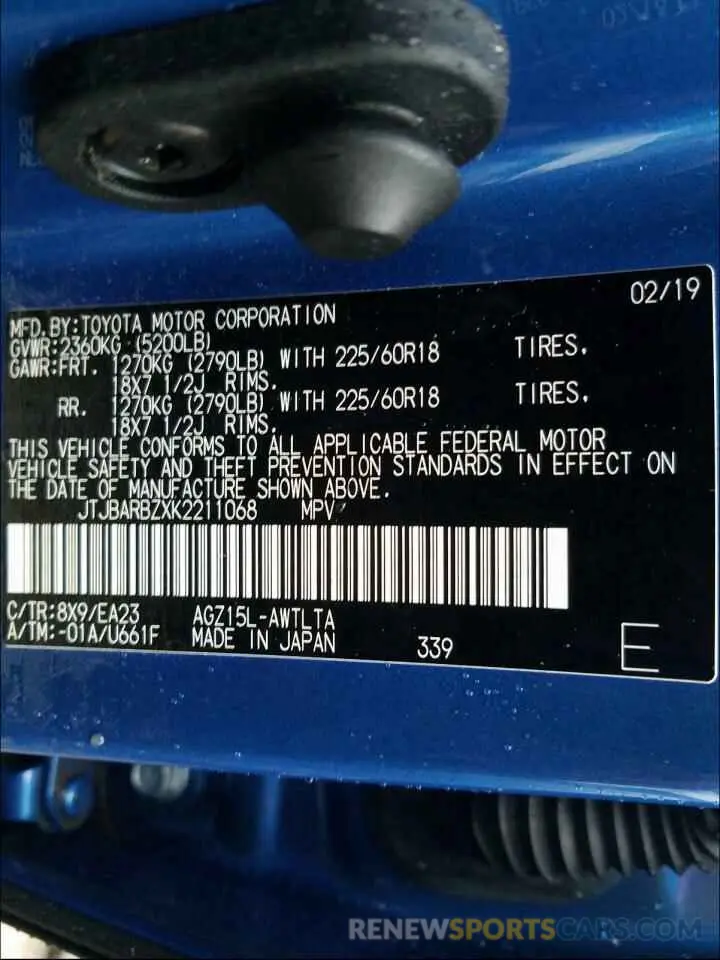 02/19
MFD.BY:TOYOTA MOTOR CORPORATION
GVWR:2360KG (5200LB)
GAWR:FRT. 1270KG (2790LB) WITH 225/60R18 TIRES.
18X7 1/2J RIMS.
RR. 1270KG (2790LB) WITH 225/60R18 TIRES.
18X7 1/2J RIMS.
THIS VEHICLE CONFORMS TO ALL APPLICABLE FEDERAL MOTOR
VEHICLE SAFETY AND THEFT PREVENTION STANDARDS IN EFFECT ON
THE DATE OF MANUFACTURE SHOWN ABOVE.
JTJBARBZXK2211068 MPV
C/TR:8X9/EA23 AGZ15L-AWTLTA
A/TM:-01A/U661F MADE IN JAPAN 339 E
RENEWSPORTSCARS.COM